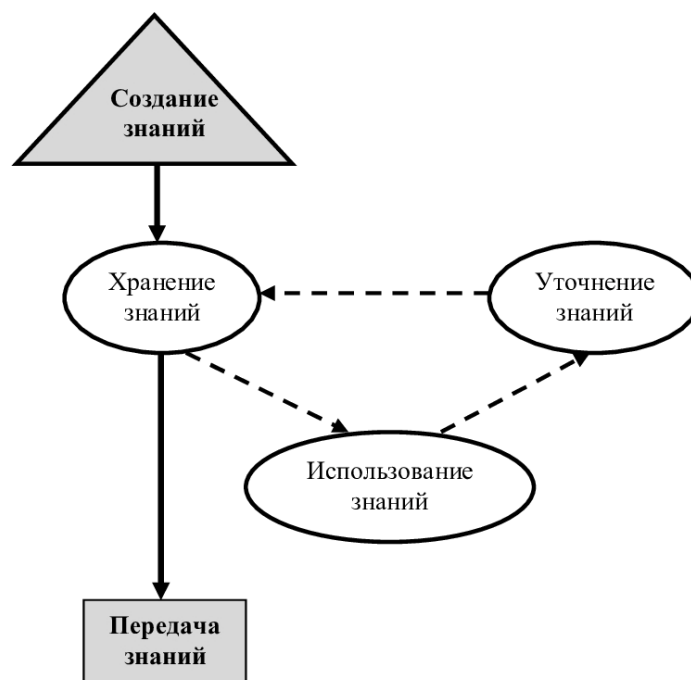 Создание
знаний
Хранение
знаний
Уточнение
знаний
Использование
знаний
Передача
знаний